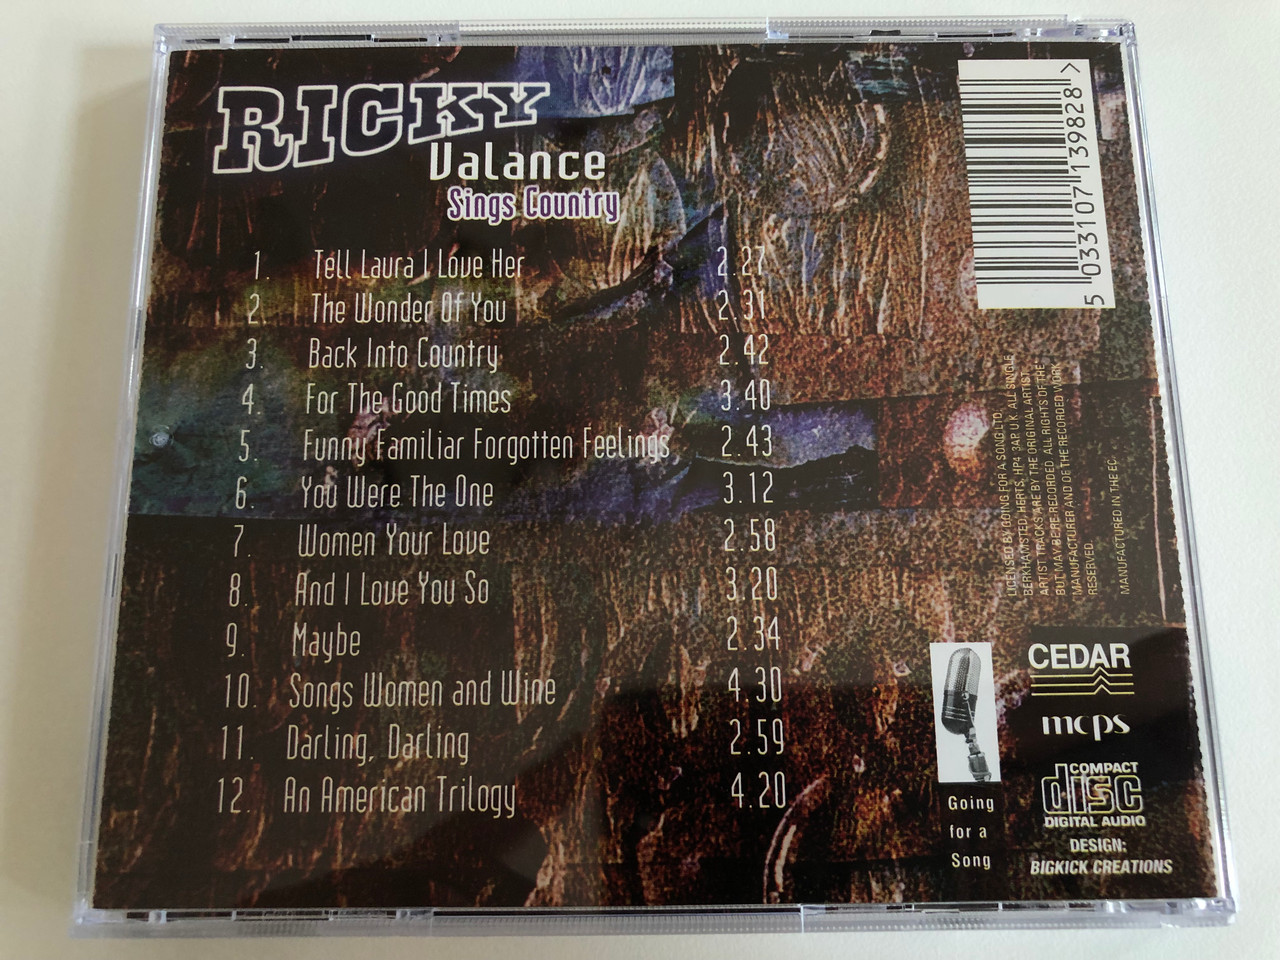 RICKY
Valance
Sings Country
1. Tell Laura I Love Her 2.27
2. The Wonder Of You 2.31
3. Back Into Country 2.42
4. For The Good Times 3.40
5. Funny Familiar Forgotten Feelings 2.43
6. You Were The One 3.12
7. Women Your Love 2.58
8. And I Love You So 3.20
9. Maybe 2.34
10. Songs Women and Wine 4.30
11. Darling, Darling 2.59
12. An American Trilogy 4.20
5 033107 139828 >
LICENSED BY GOING FOR A SONG LTD,
BERKHAMSTED, HERTS, HP4 3AP U K. ALL SINGLE
ARTIST TRACKS ARE BY THE ORIGINAL ARTIST
BUT MAY BE RE-RECORDED. ALL RIGHTS OF THE
MANUFACTURER AND OF THE RECORDED WORK
RESERVED.
MANUFACTURED IN THE EC.
Going
for a
Song
CEDAR
mcps
COMPACT
disc
DIGITAL AUDIO
DESIGN:
BIGKICK CREATIONS